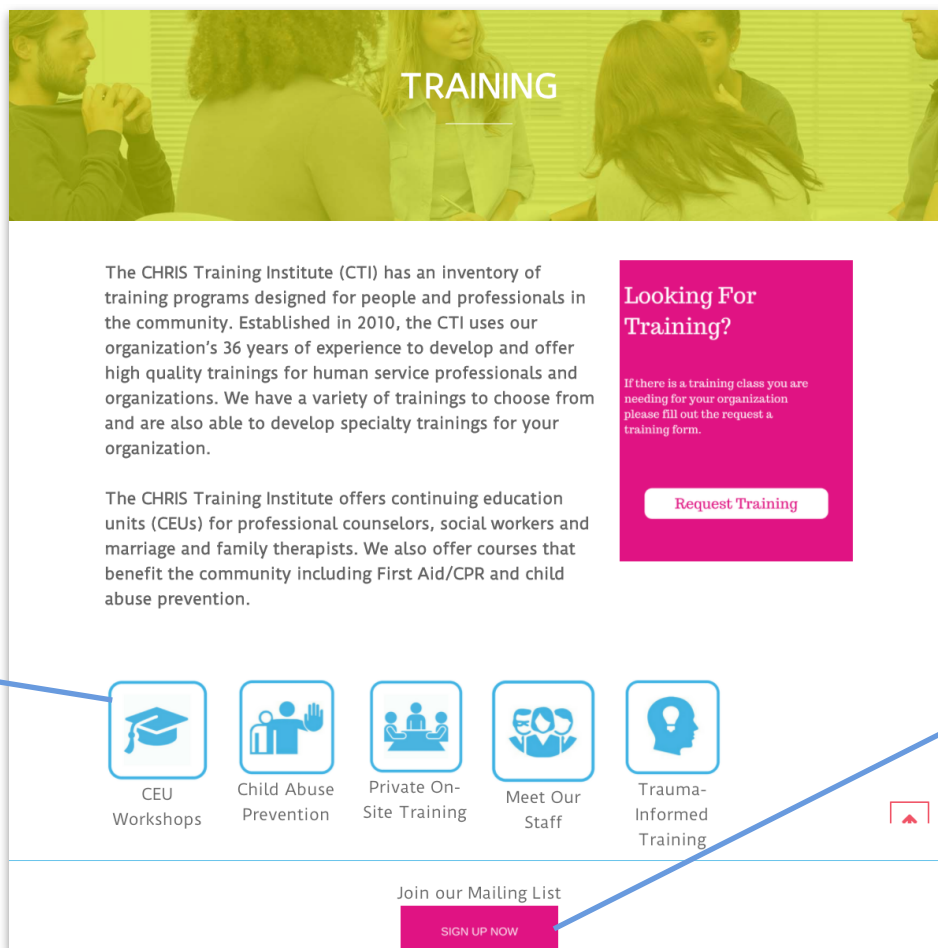 TRAINING
The CHRIS Training Institute (CTI) has an inventory of
training programs designed for people and professionals in
the community. Established in 2010, the CTI uses our
organization's 36 years of experience to develop and offer
high quality trainings for human service professionals and
organizations. We have a variety of trainings to choose from
and are also able to develop specialty trainings for your
organization.
The CHRIS Training Institute offers continuing education
units (CEUs) for professional counselors, social workers and
marriage and family therapists. We also offer courses that
benefit the community including First Aid/CPR and child
abuse prevention.
Looking For
Training?
If there is a training class you are
needing for your organization
please fill out the request a
training form.
Request Training
CEU
Workshops
Child Abuse
Prevention
Private On-
Site Training
Meet Our
Staff
Trauma-
Informed
Training
Join our Mailing List
SIGN UP NOW